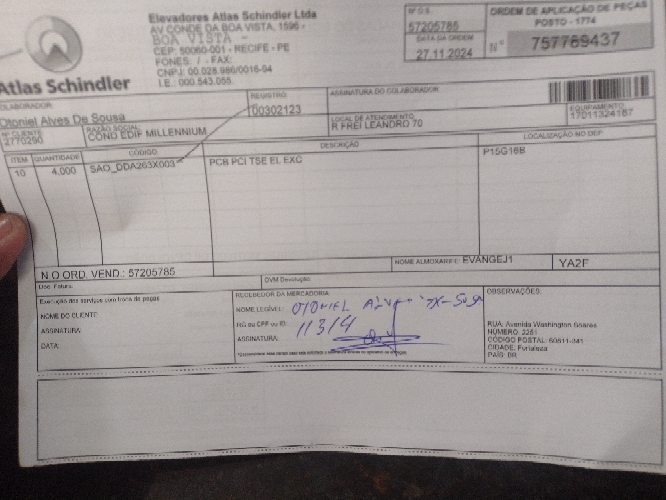 Elevadores Atlas Schindler Ltda
AV CONDE DA BOA VISTA, 1596 -
BOA VISTA -
CEP: 50060-001 - RECIFE - PE
FONES: / - FAX:
CNPJ: 00.028.986/0016-94
I.E.: 000.543.055.
Atlas Schindler
Nº O.S.
57205785
DATA DA ORDEM
27.11.2024
ORDEM DE APLICAÇÃO DE PEÇAS
POSTO - 1774
Nº 757769437
COLABORADOR
Otoniel Alves De Sousa
REGISTRO
00302123
ASSINATURA DO COLABORADOR
Nº CLIENTE
2770290
RAZÃO SOCIAL
COND EDIF MILLENNIUM
LOCAL DE ATENDIMENTO
R FREI LEANDRO 70
EQUIPAMENTO
17011324167
ITEM QUANTIDADE CÓDIGO DESCRIÇÃO LOCALIZAÇÃO NO DEP
10 4,000 SAO_DDA263X003 PCB PCI TSE EL EXC P15G16B
N.O ORD. VEND.: 57205785
NOME ALMOXARIFE: EVANGEJ1 YA2F
Uso Futura.
OVM Devolução:
Execução dos serviços com troca de peças
NOME DO CLIENTE
ASSINATURA:
DATA:
RECEBEDOR DA MERCADORIA:
NOME LEGÍVEL: OTONIEL
RG ou CPF ou ID: 11314
ASSINATURA:
OBSERVAÇÕES:
RUA: Avenida Washington Soares
NÚMERO: 2251
CÓDIGO POSTAL: 60811-341
CIDADE: Fortaleza
PAÍS: BR